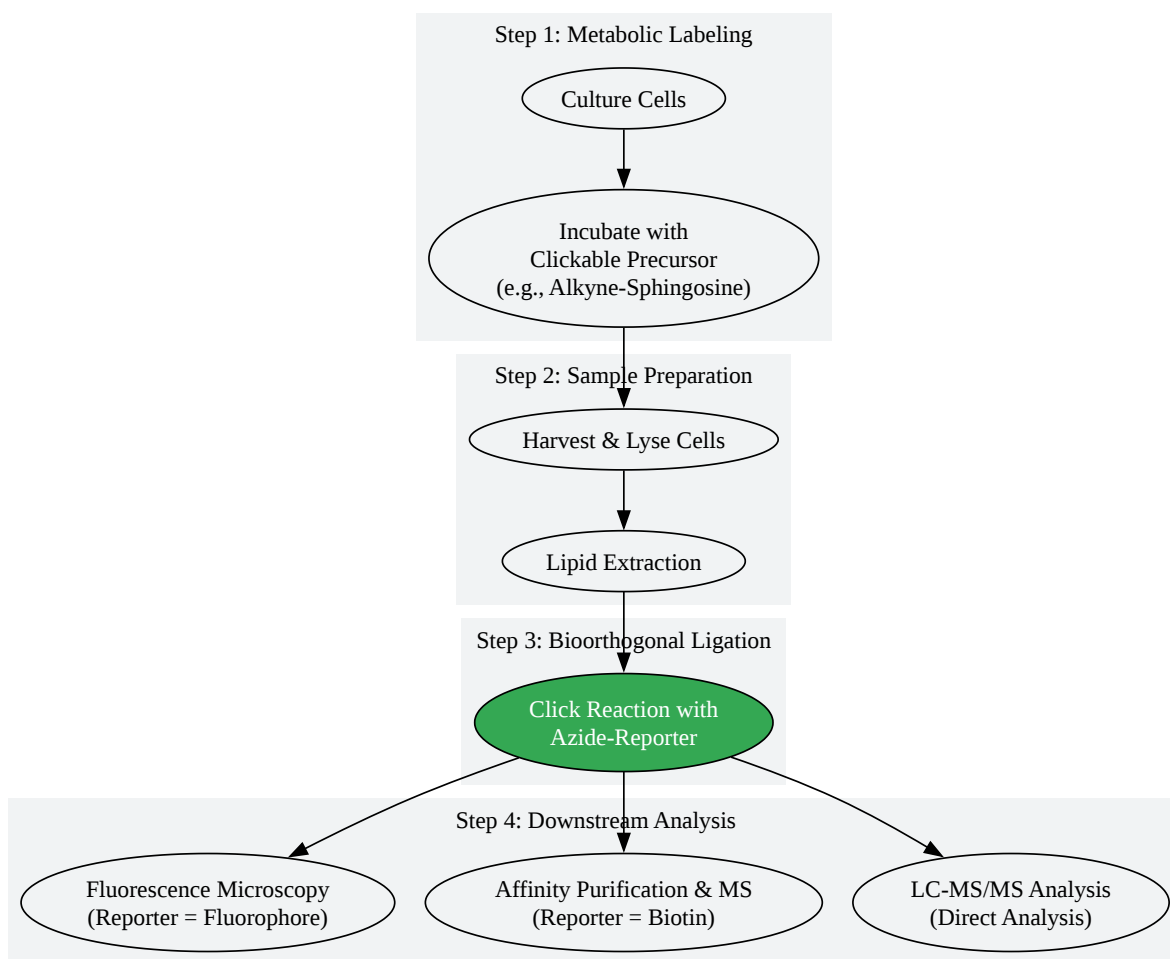 Step 1: Metabolic Labeling
Culture Cells
Incubate with
Clickable Precursor
(e.g., Alkyne-Sphingosine)
Step 2: Sample Preparation
Harvest & Lyse Cells
Lipid Extraction
Step 3: Bioorthogonal Ligation
Click Reaction with
Azide-Reporter
Step 4: Downstream Analysis
Fluorescence Microscopy
(Reporter = Fluorophore)
Affinity Purification & MS
(Reporter = Biotin)
LC-MS/MS Analysis
(Direct Analysis)